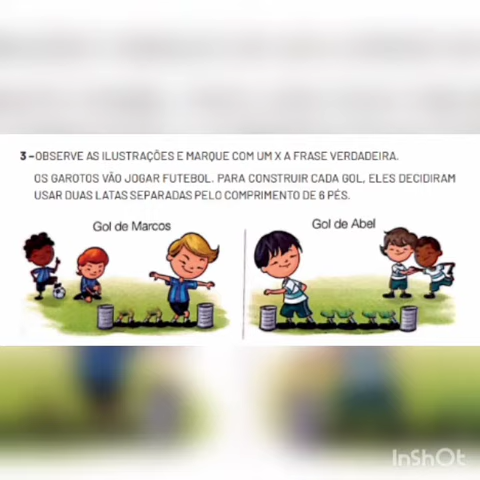 3 - OBSERVE AS ILUSTRAÇÕES E MARQUE COM UM X A FRASE VERDADEIRA.
OS GAROTOS VÃO JOGAR FUTEBOL. PARA CONSTRUIR CADA GOL, ELES DECIDIRAM
USAR DUAS LATAS SEPARADAS PELO COMPRIMENTO DE 6 PÉS.
Gol de Marcos
Gol de Abel
InShOt